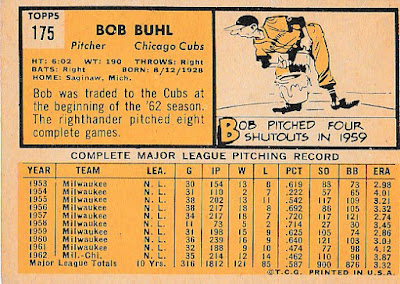 TOPPS
175
BOB BUHL
Pitcher Chicago Cubs
HT: 6:02 WT: 190 THROWS: Right
BATS: Right BORN: 8/12/1928
HOME: Saginaw, Mich.
Bob was traded to the Cubs at
the beginning of the '62 season.
The righthander pitched eight
complete games.
BOB PITCHED FOUR
SHUTOUTS IN 1959
COMPLETE MAJOR LEAGUE PITCHING RECORD
YEAR TEAM LEA. G IP W L PCT SO BB ERA
1953 Milwaukee N. L. 30 154 13 8 .619 83 73 2.98
1954 Milwaukee N. L. 31 110 2 7 .222 57 65 4.01
1955 Milwaukee N. L. 38 202 13 11 .542 117 109 3.21
1956 Milwaukee N. L. 38 217 18 8 .692 86 105 3.32
1957 Milwaukee N. L. 34 217 18 7 .720 117 121 2.74
1958 Milwaukee N. L. 11 73 5 2 .714 27 30 3.45
1959 Milwaukee N. L. 31 198 15 9 .625 105 74 2.86
1960 Milwaukee N. L. 36 239 16 9 .640 121 103 3.09
1961 Milwaukee N. L. 32 188 9 10 .474 77 98 4.12
1962 Mil.-Chi. N. L. 35 214 12 14 .462 110 98
Major League Totals 10 Yrs. 316 1812 121 85 .587 900 876 3.32
©T.C.G. PRINTED IN U.S.A.